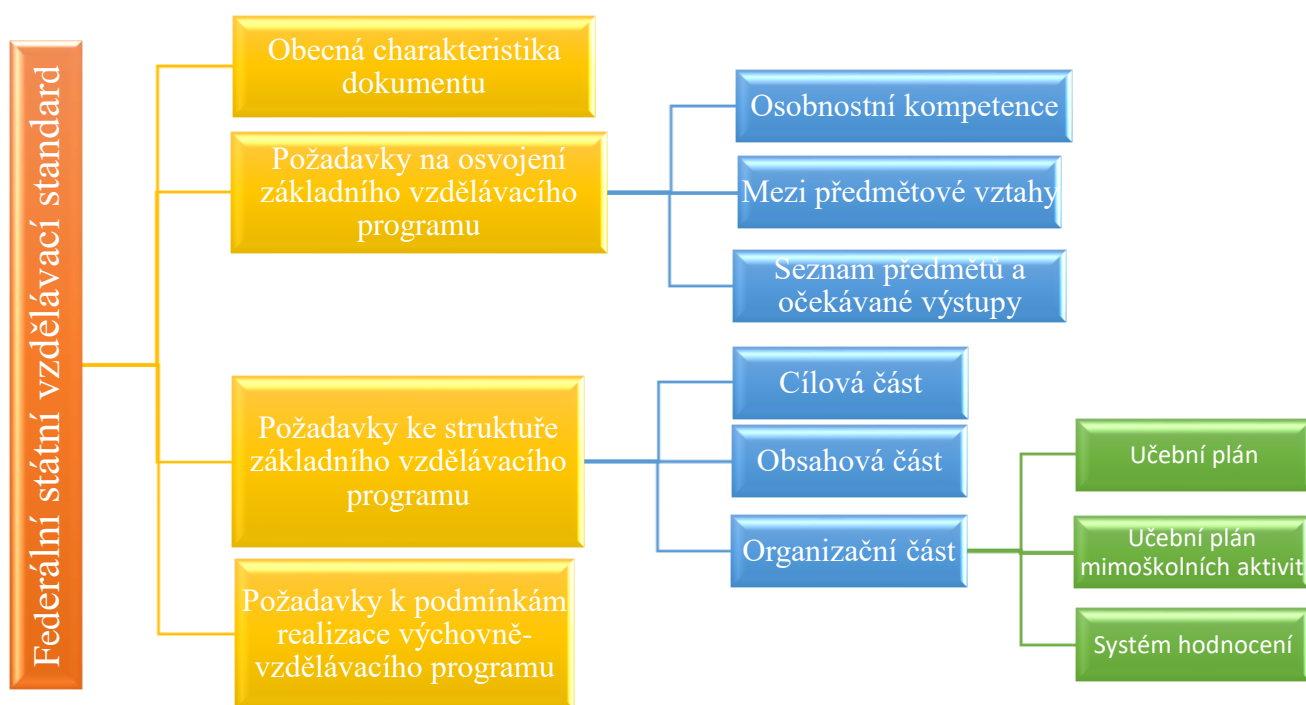 Federální státní vzdělávací standard
Obecná charakteristika
dokumentu
Požadavky na osvojení
základního vzdělávacího
programu
Osobnostní kompetence
Mezi předmětové vztahy
Seznam předmětů a
očekávané výstupy
Požadavky ke struktuře
základního vzdělávacího
programu
Cílová část
Obsahová část
Organizační část
Učební plán
Učební plán
mimoškolních aktivit
Systém hodnocení
Požadavky k podmínkám
realizace výchovně-
vzdělávacího programu